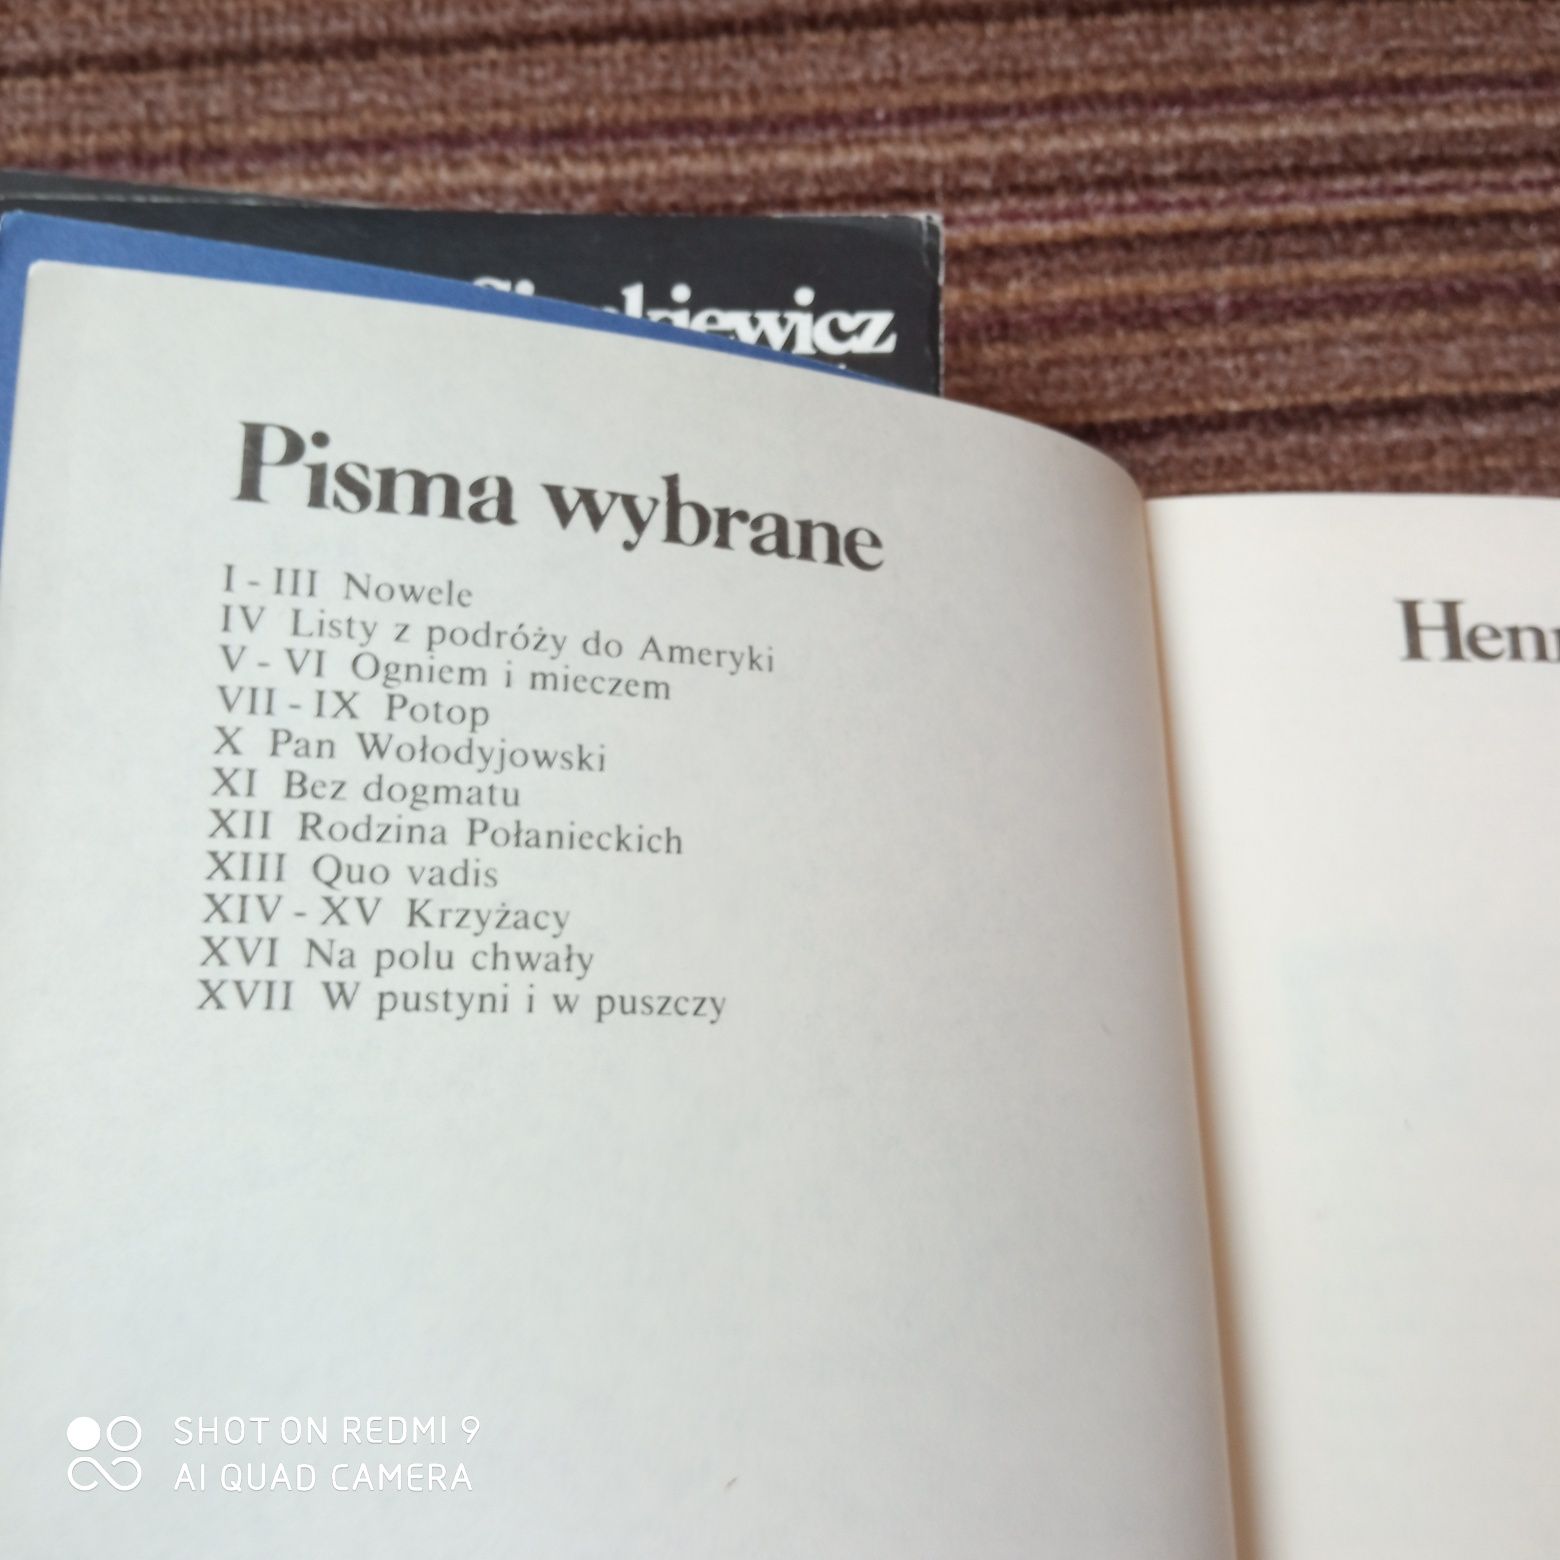 Pisma wybrane
I - III Nowele
IV Listy z podróży do Ameryki
V - VI Ogniem i mieczem
VII - IX Potop
X Pan Wołodyjowski
XI Bez dogmatu
XII Rodzina Połanieckich
XIII Quo vadis
XIV - XV Krzyżacy
XVI Na polu chwały
XVII W pustyni i w puszczy
SHOT ON REDMI 9
AI QUAD CAMERA